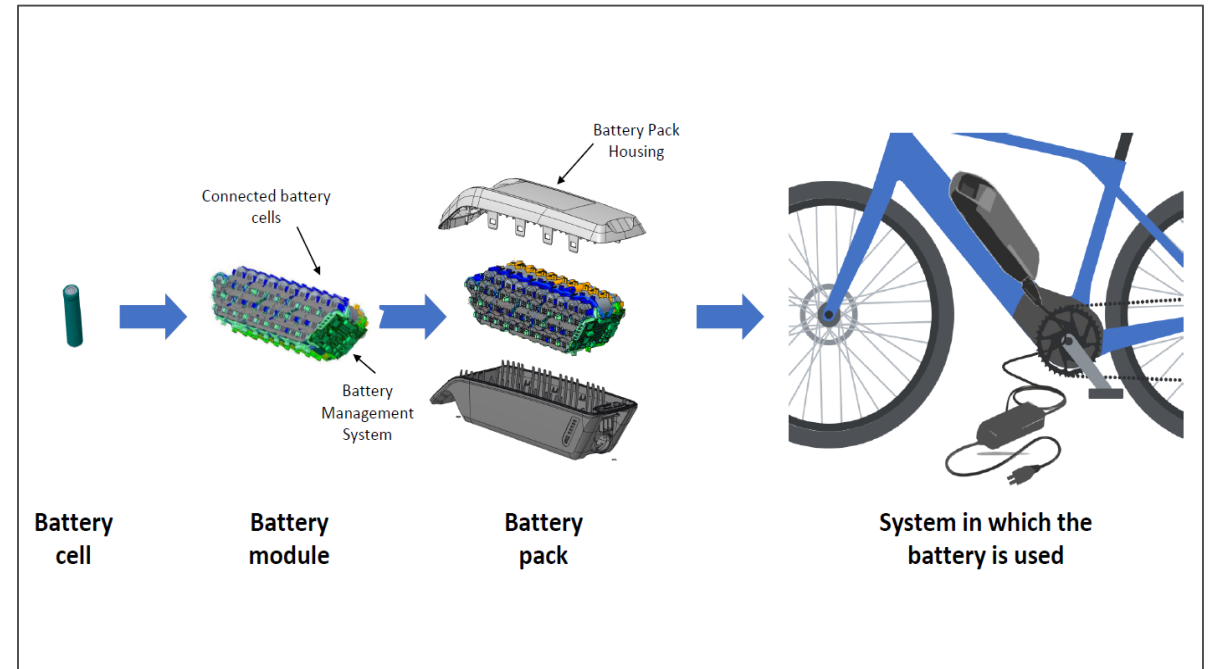 Battery Pack
Housing
Connected battery
cells
Battery
Management
System
Battery
cell
Battery
module
Battery
pack
System in which the
battery is used